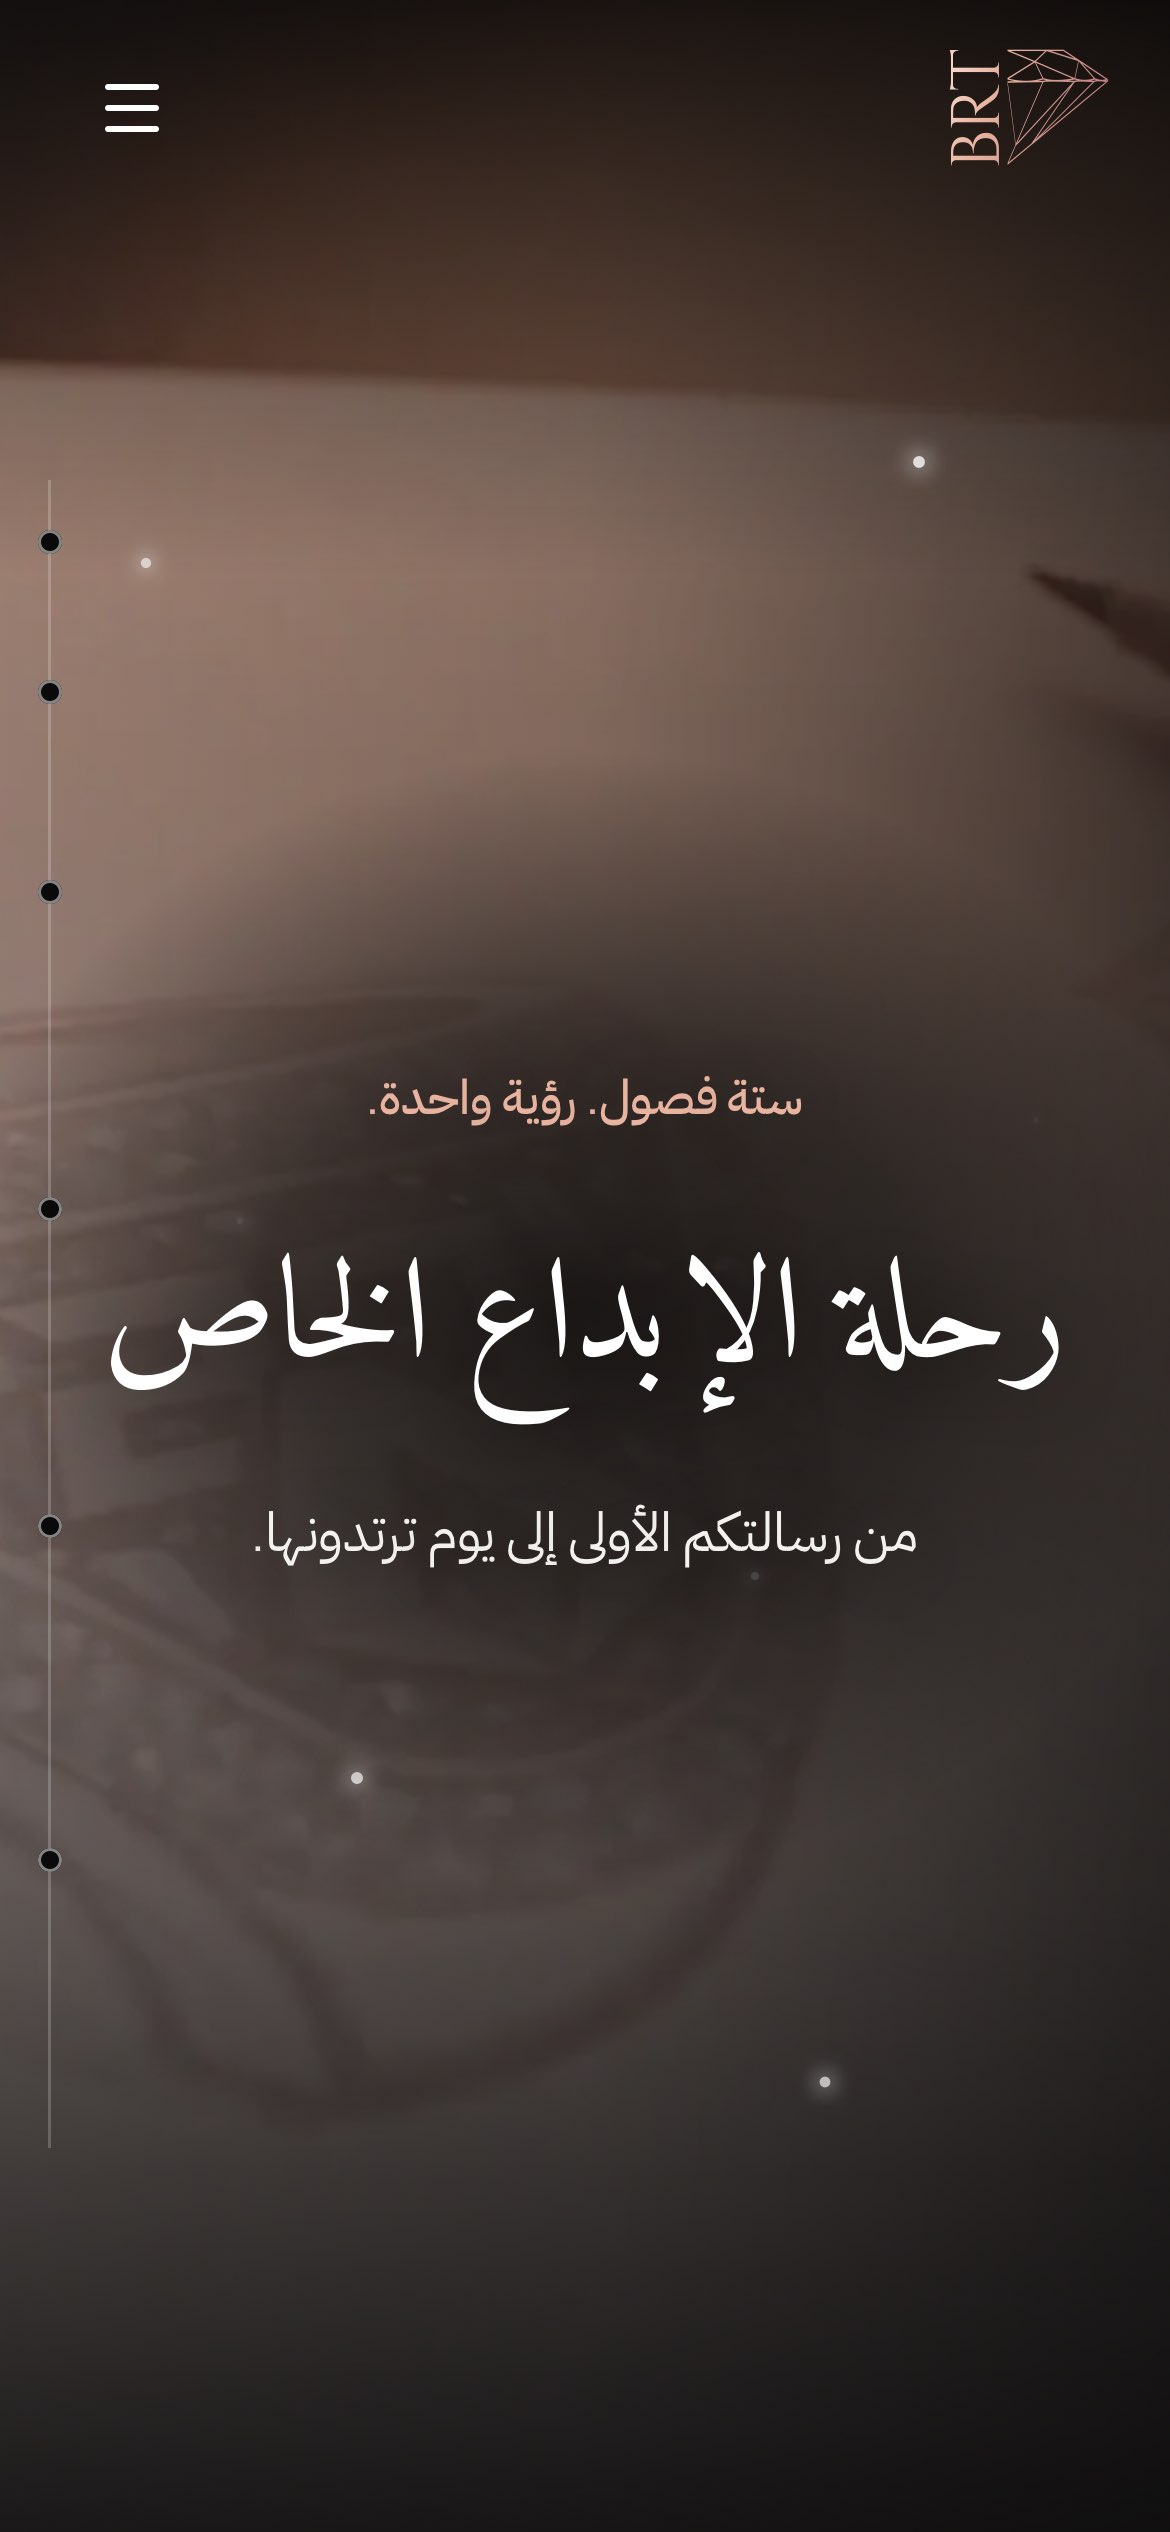 BRT
ستة فصول. رؤية واحدة.
رحلة الإبداع الخاص
من رسالتكم الأولى إلى يوم ترتدونها.